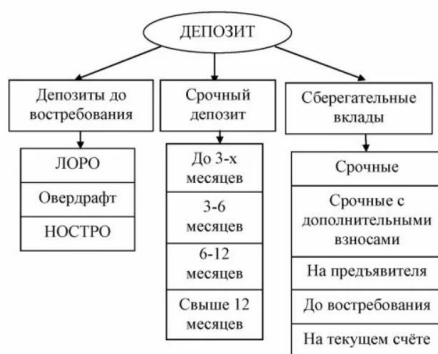 ДЕПОЗИТ
Депозиты до
востребования
ЛОРО
Овердрафт
НОСТРО
Срочный
депозит
До 3-х
месяцев
3-6
месяцев
6-12
месяцев
Свыше 12
месяцев
Сберегательные
вклады
Срочные
Срочные с
дополнительными
взносами
На предъявителя
До востребования
На текущем счёте